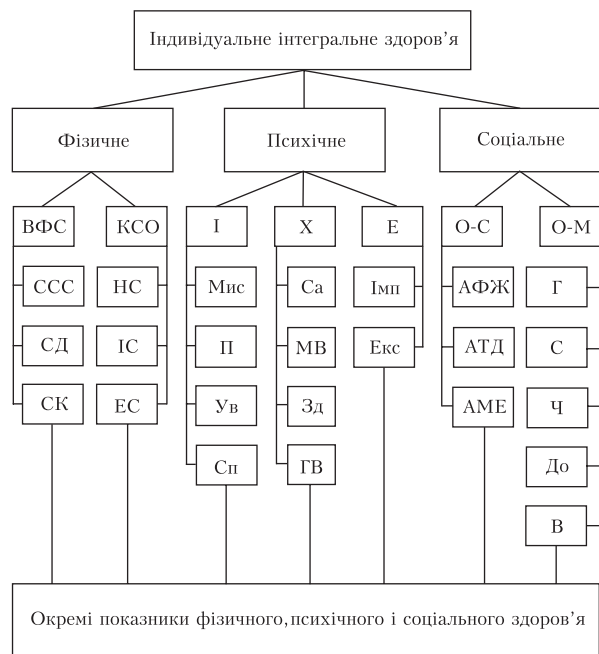 Індивідуальне інтегральне здоров’я
Фізичне Психічне Соціальне
ВФС КСО І Х Е О-С О-М
ССС НС Мис Са Імп АФЖ Г
СД ІС П МВ Екс АТД С
СК ЕС Ув Зд АМЕ Ч
Сп ГВ До
В
Окремі показники фізичного,психічного і соціального здоров’я